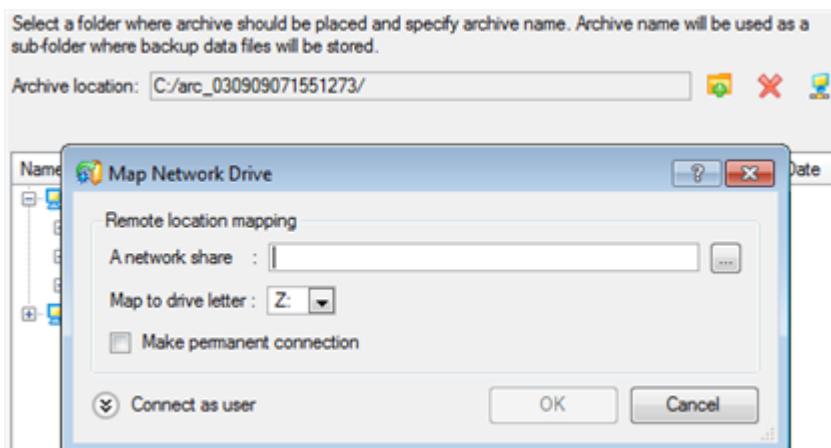 Select a folder where archive should be placed and specify archive name. Archive name will be used as a
sub-folder where backup data files will be stored.
Archive location: C:/arc_030909071551273/
Name
Date
Map Network Drive
Remote location mapping
A network share :
...
Map to drive letter : Z:
Make permanent connection
Connect as user
OK
Cancel